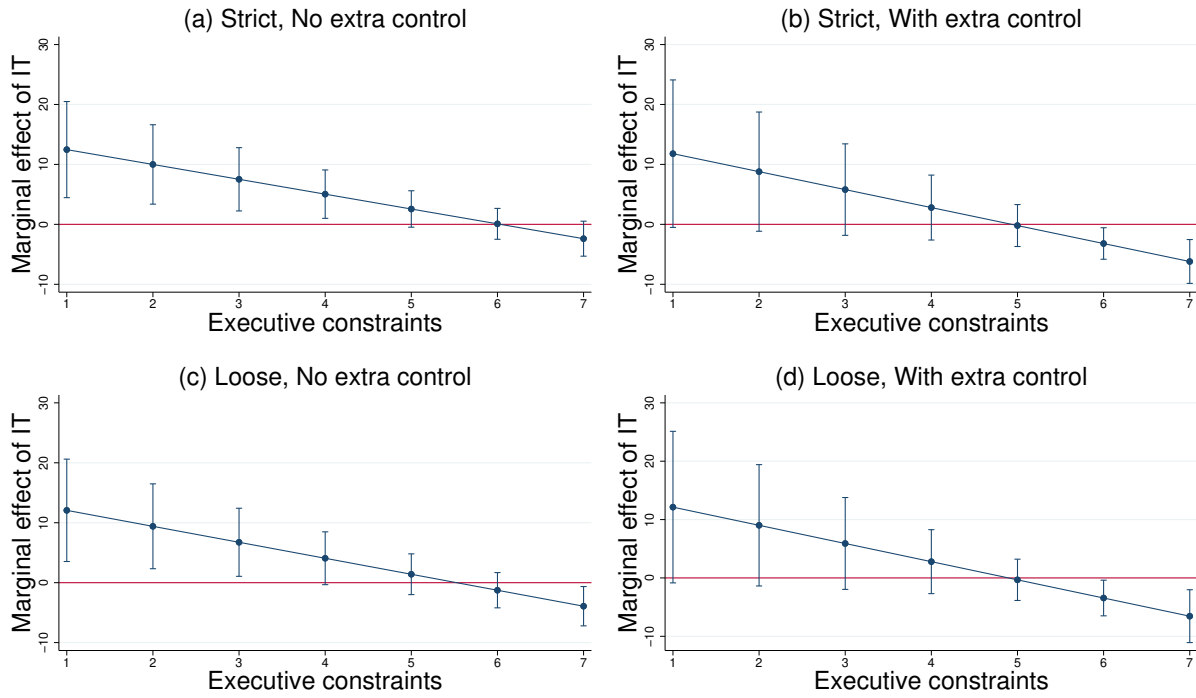 (a) Strict, No extra control
Marginal effect of IT
30
20
10
0
−10
1 2 3 4 5 6 7
Executive constraints
(b) Strict, With extra control
Marginal effect of IT
30
20
10
0
−10
1 2 3 4 5 6 7
Executive constraints
(c) Loose, No extra control
Marginal effect of IT
30
20
10
0
−10
1 2 3 4 5 6 7
Executive constraints
(d) Loose, With extra control
Marginal effect of IT
30
20
10
0
−10
1 2 3 4 5 6 7
Executive constraints